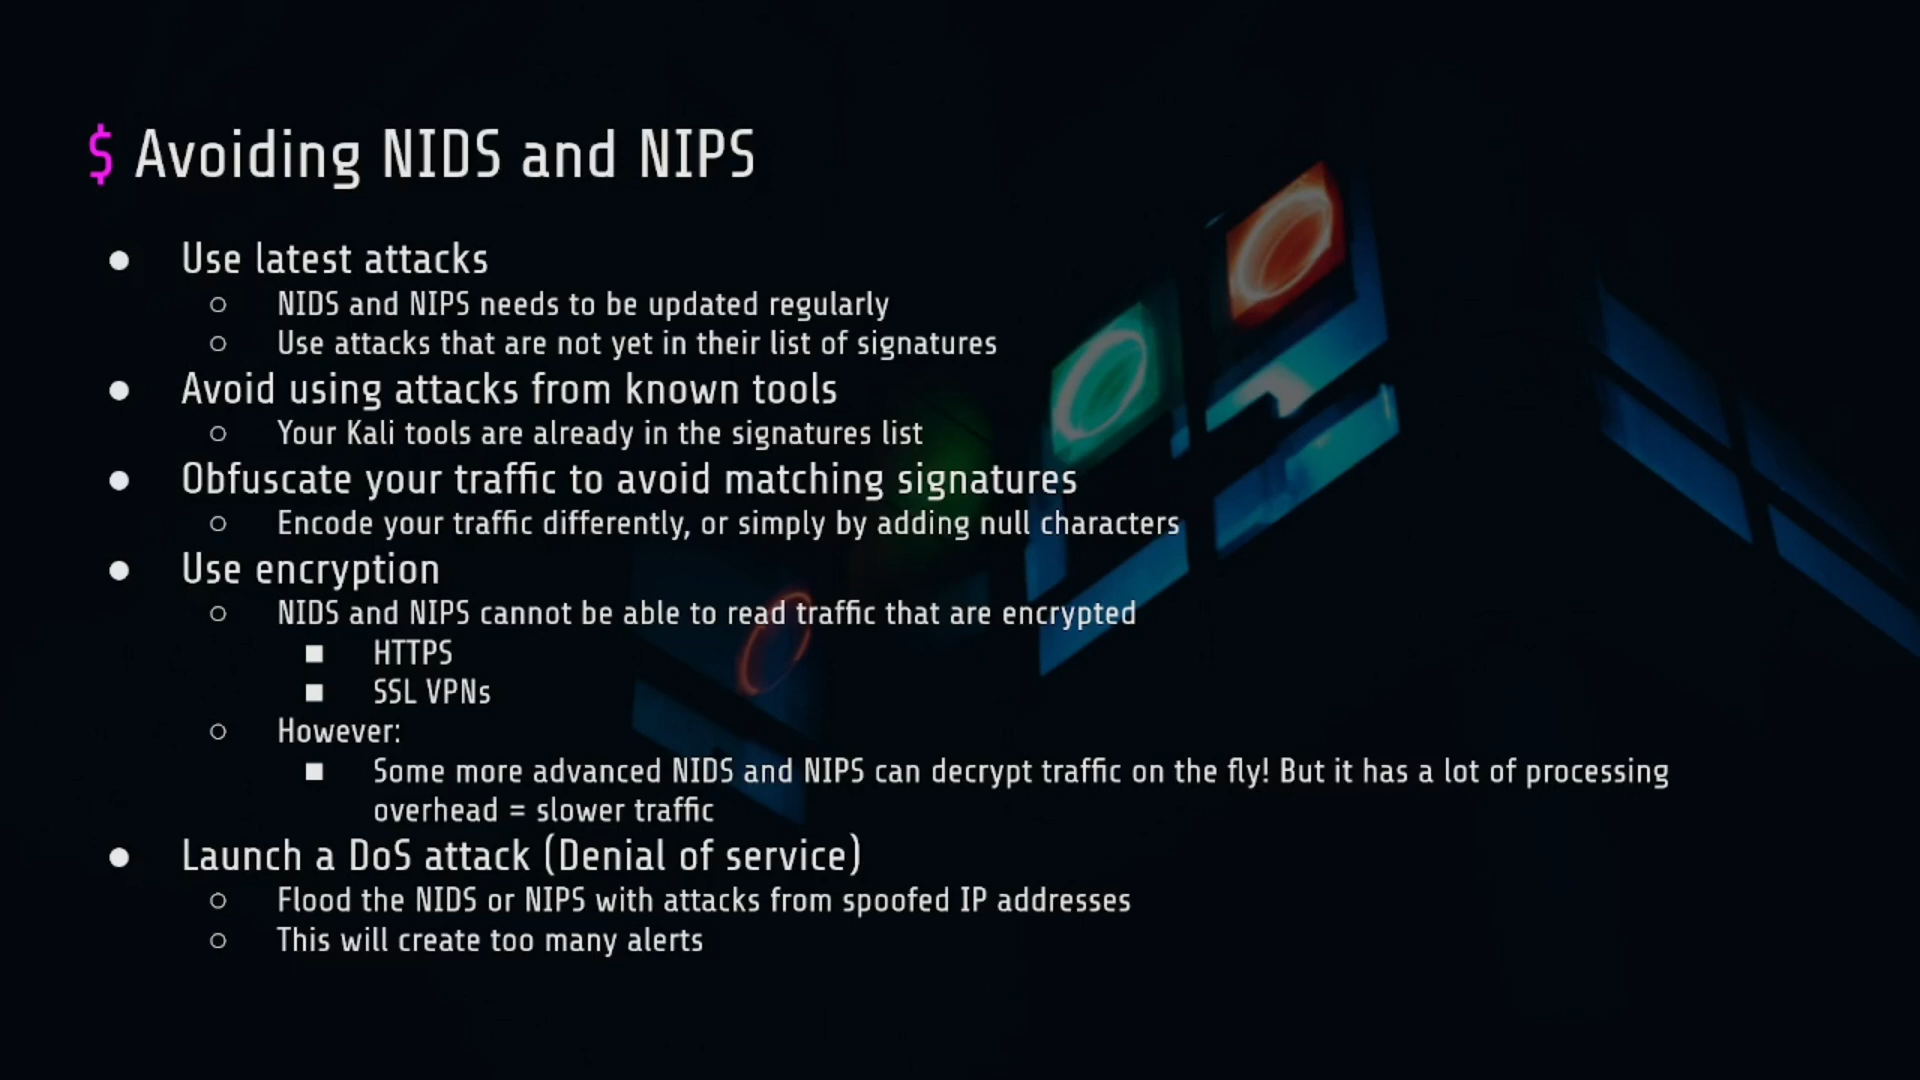 $ Avoiding NIDS and NIPS
● Use latest attacks
○ NIDS and NIPS needs to be updated regularly
○ Use attacks that are not yet in their list of signatures
● Avoid using attacks from known tools
○ Your Kali tools are already in the signatures list
● Obfuscate your traffic to avoid matching signatures
○ Encode your traffic differently, or simply by adding null characters
● Use encryption
○ NIDS and NIPS cannot be able to read traffic that are encrypted
■ HTTPS
■ SSL VPNs
○ However:
■ Some more advanced NIDS and NIPS can decrypt traffic on the fly! But it has a lot of processing
overhead = slower traffic
● Launch a DoS attack (Denial of service)
○ Flood the NIDS or NIPS with attacks from spoofed IP addresses
○ This will create too many alerts